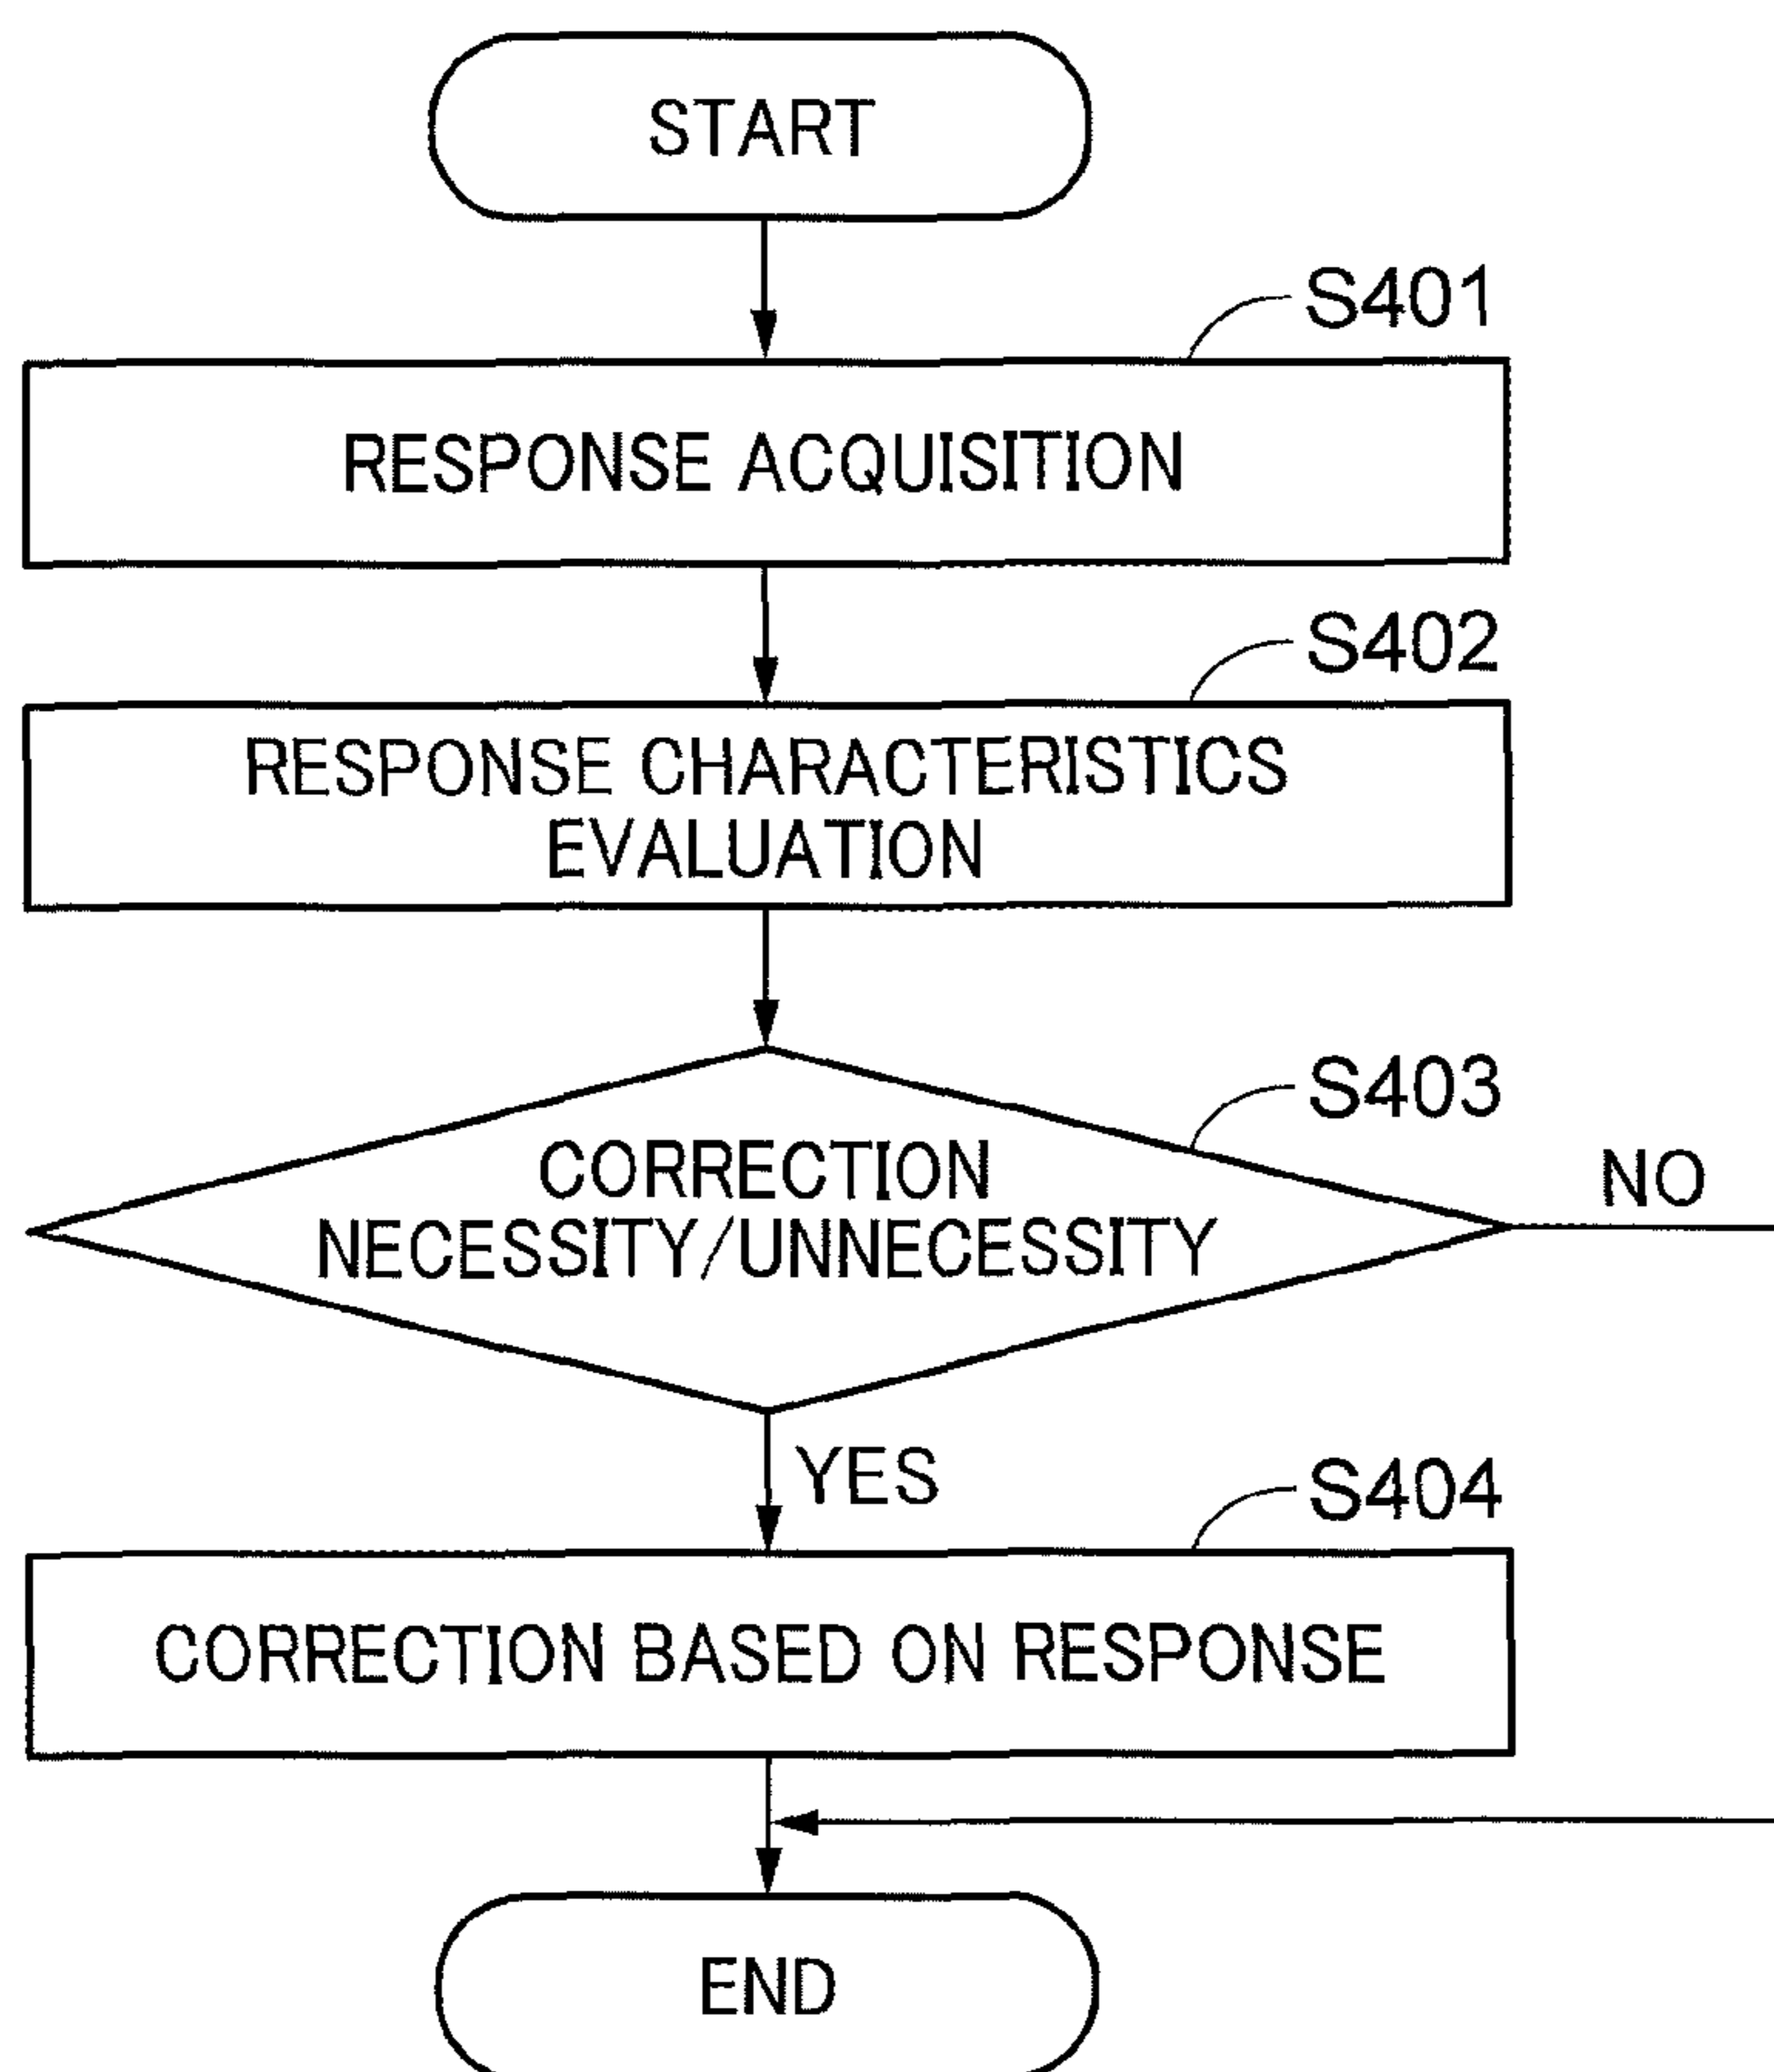 START
S401
RESPONSE ACQUISITION
S402
RESPONSE CHARACTERISTICS
EVALUATION
S403
CORRECTION
NECESSITY/UNNECESSITY
NO
YES
S404
CORRECTION BASED ON RESPONSE
END